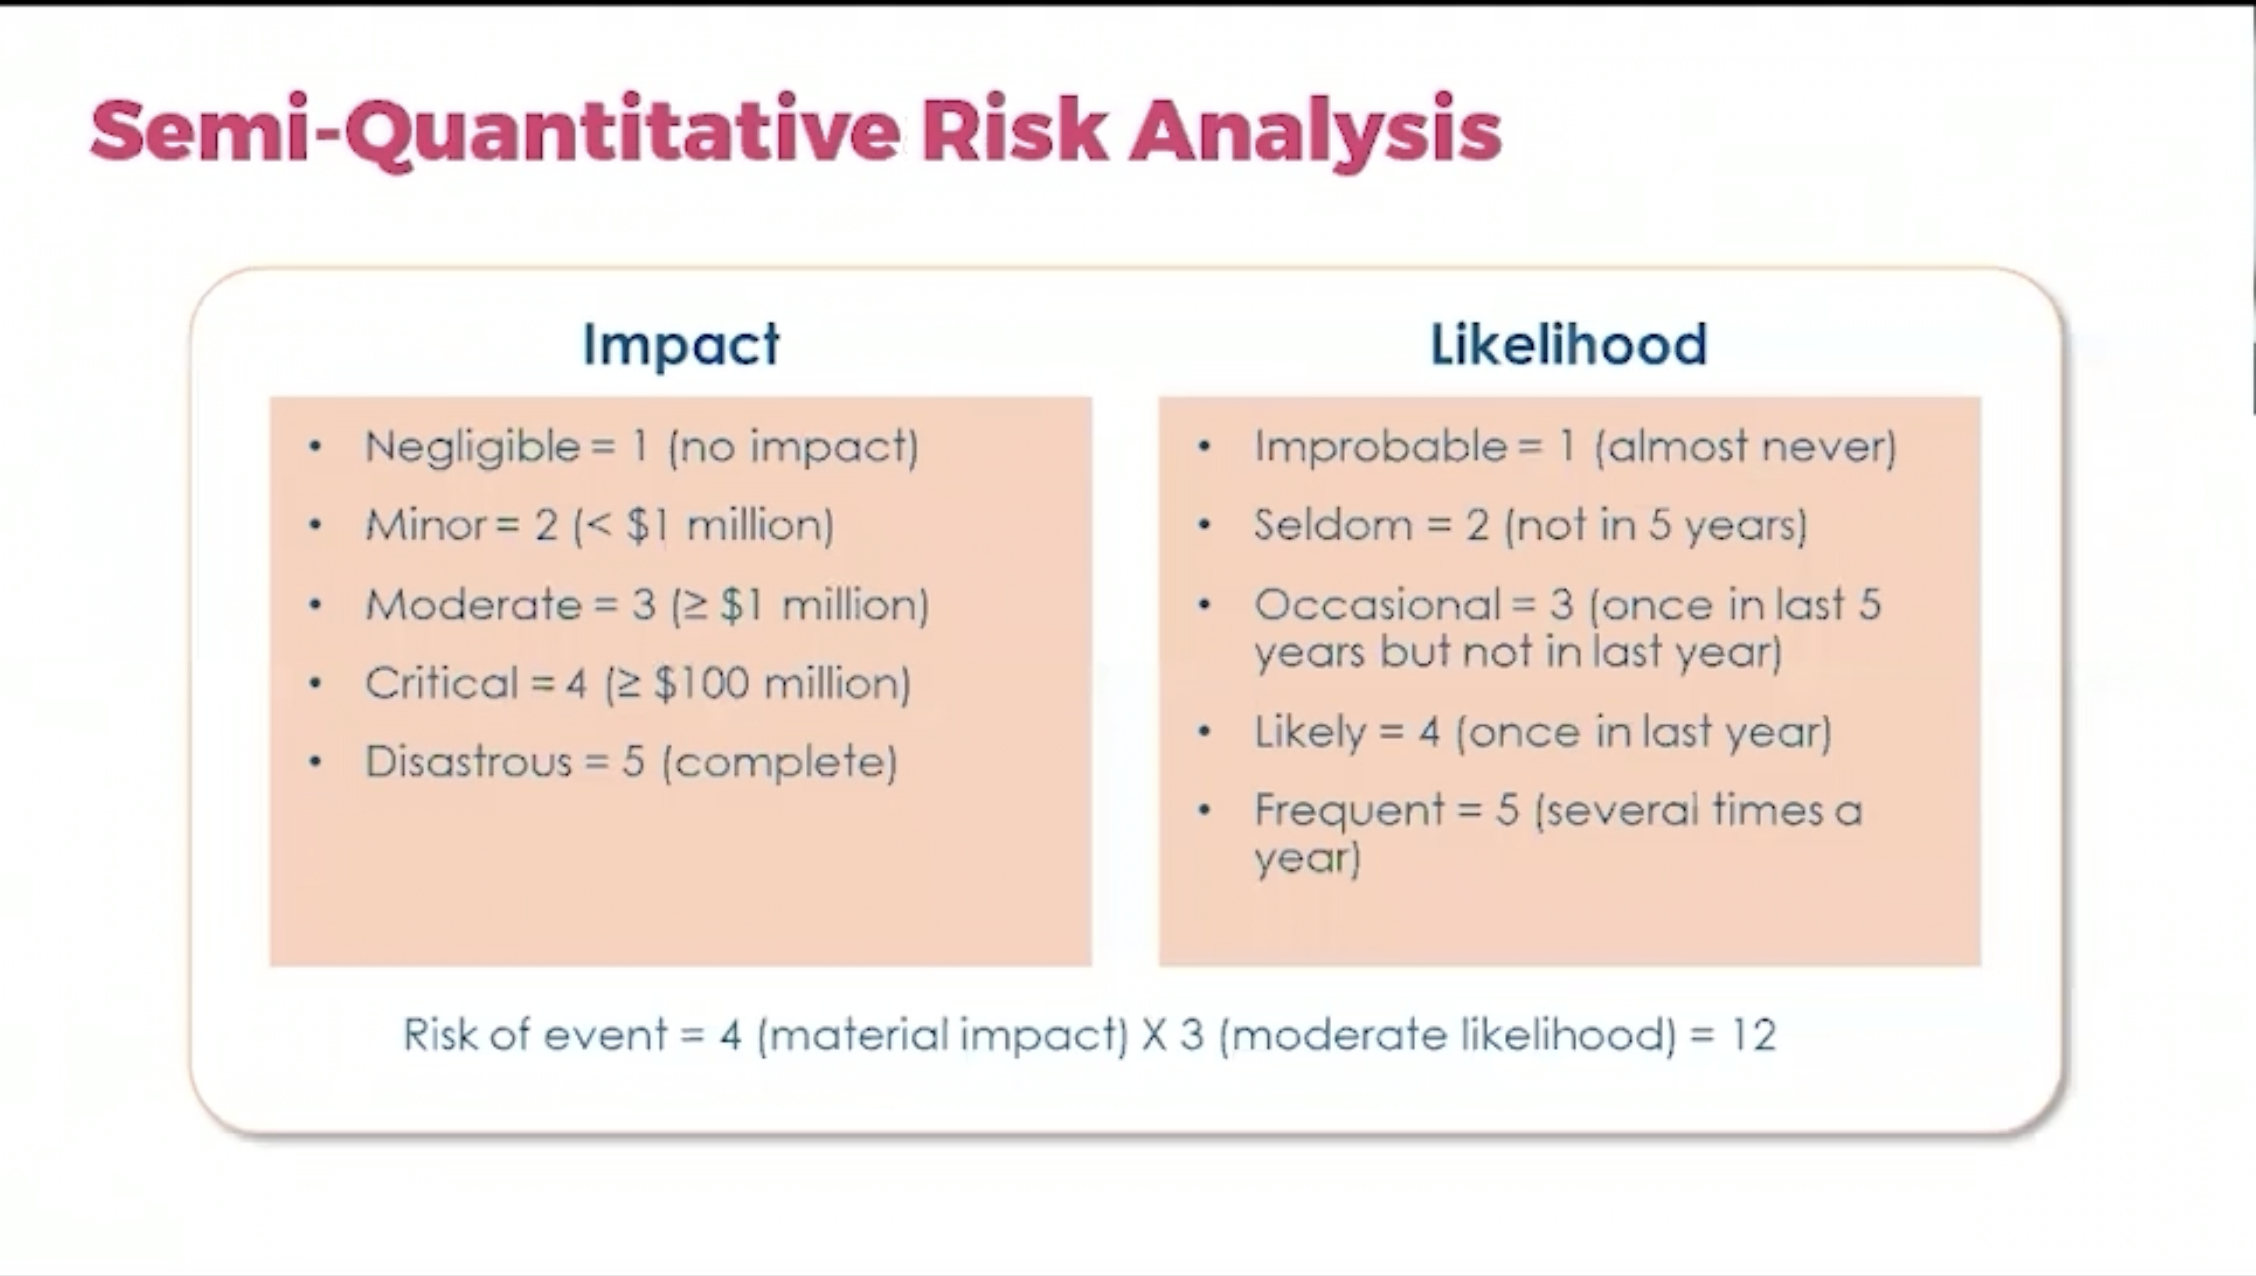 Semi-Quantitative Risk Analysis
Impact
• Negligible = 1 (no impact)
• Minor = 2 (< $1 million)
• Moderate = 3 (≥ $1 million)
• Critical = 4 (≥ $100 million)
• Disastrous = 5 (complete)
Likelihood
• Improbable = 1 (almost never)
• Seldom = 2 (not in 5 years)
• Occasional = 3 (once in last 5
years but not in last year)
• Likely = 4 (once in last year)
• Frequent = 5 (several times a
year)
Risk of event = 4 (material impact) X 3 (moderate likelihood) = 12